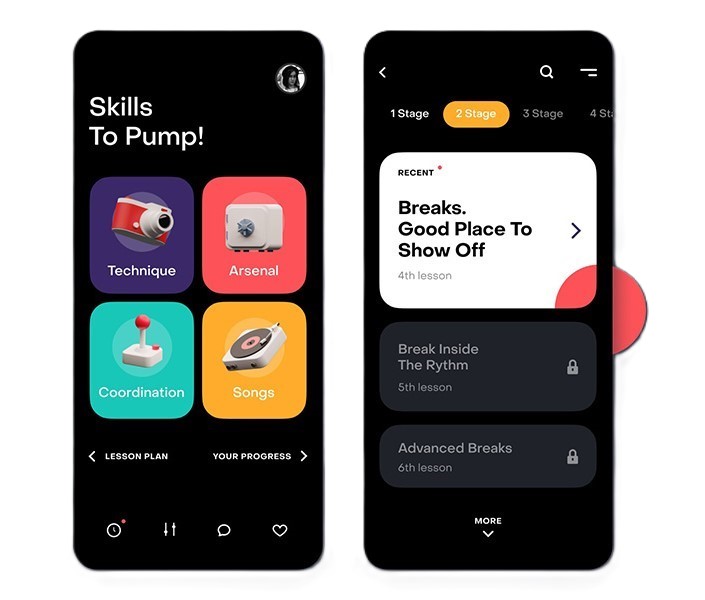 Skills
To Pump!
Technique
Arsenal
Coordination
Songs
LESSON PLAN
YOUR PROGRESS
1 Stage
2 Stage
3 Stage
4 Sta
RECENT
Breaks.
Good Place To
Show Off
4th lesson
Break Inside
The Rythm
5th lesson
Advanced Breaks
6th lesson
MORE